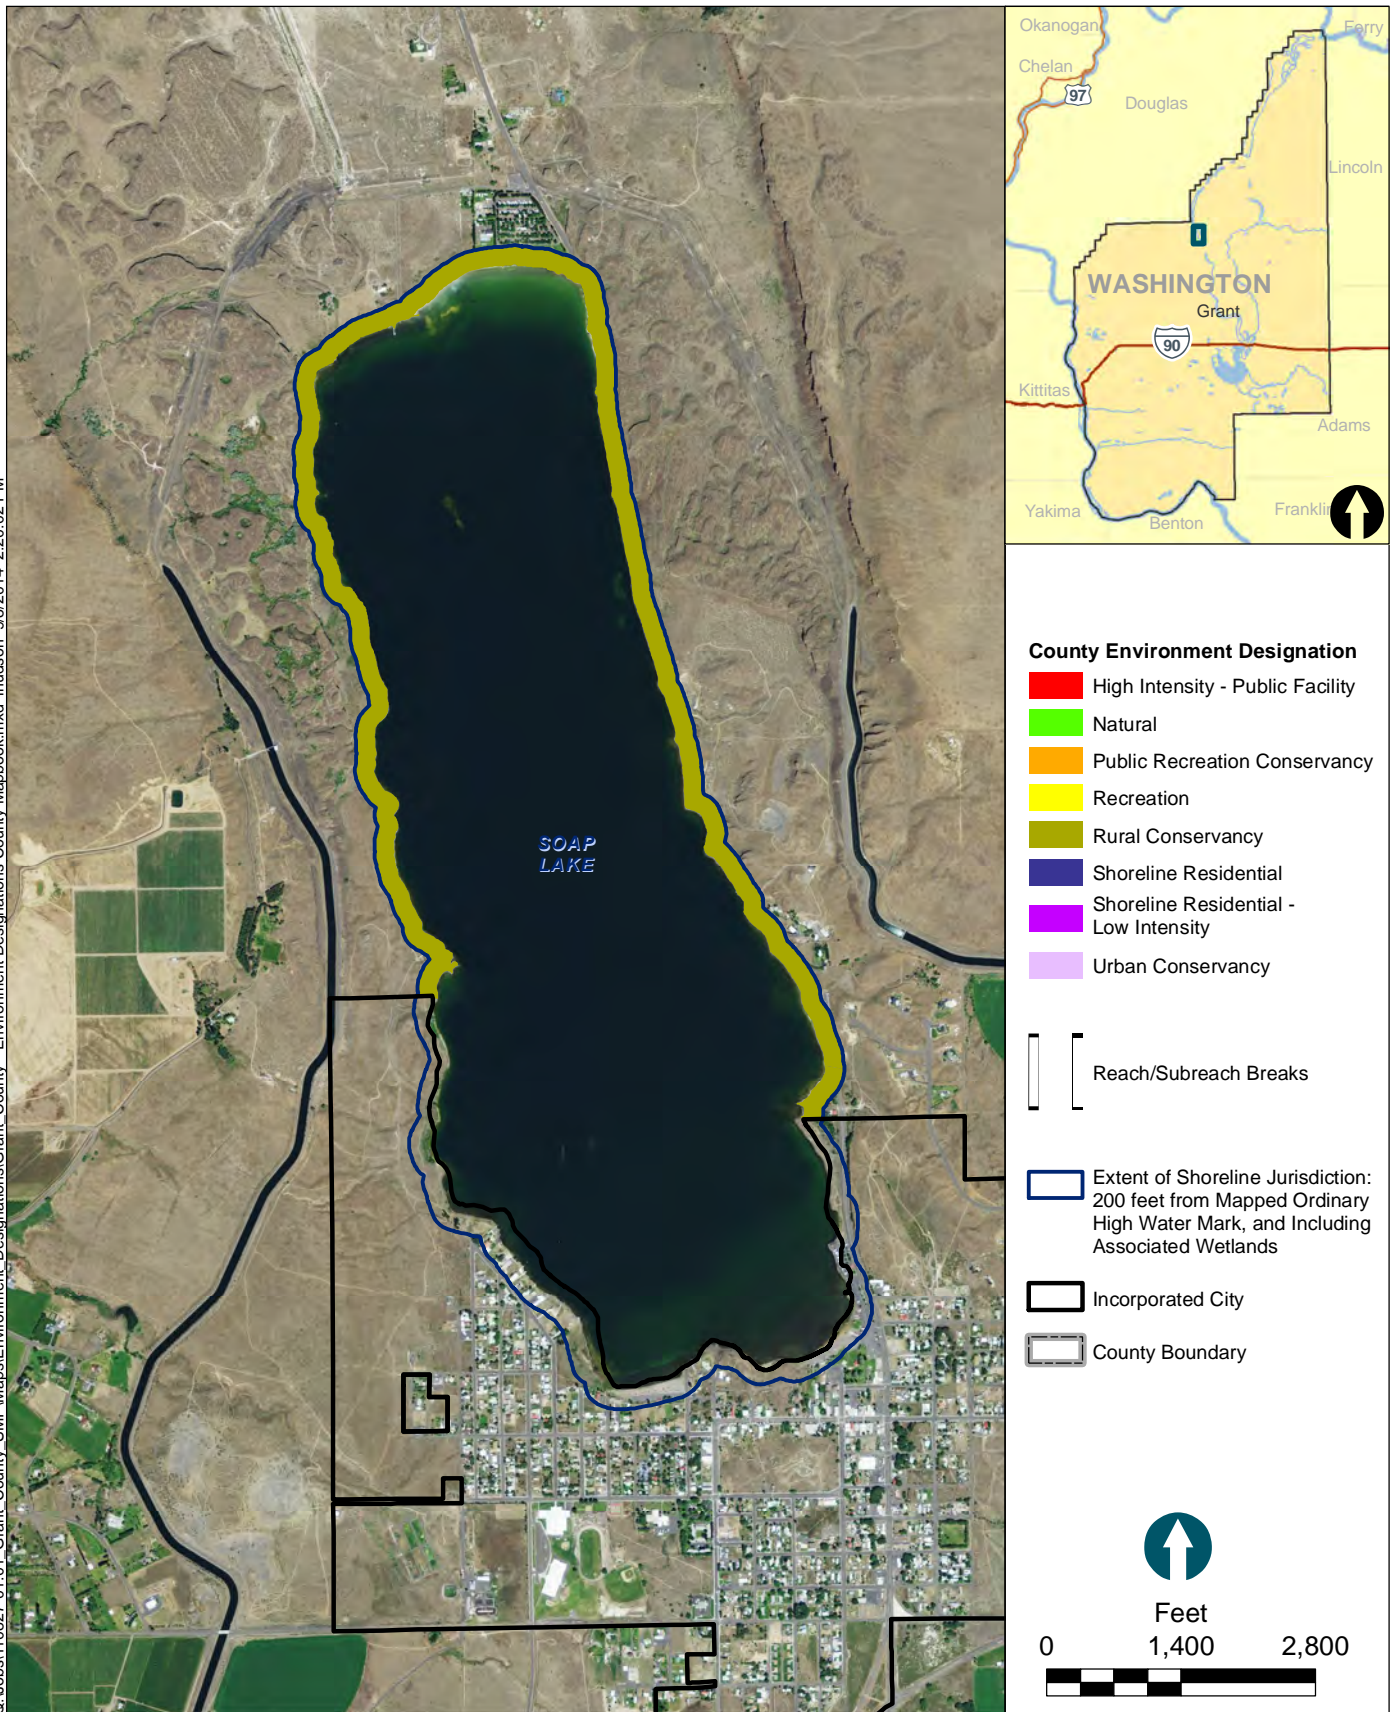 Okanogan
Ferry
Chelan
97
Douglas
Lincoln
WASHINGTON
Grant
90
Kittitas
Adams
Yakima
Benton
SOAP
LAKE
County Environment Designation
High Intensity - Public Facility
Natural
Public Recreation Conservancy
Recreation
Rural Conservancy
Shoreline Residential
Shoreline Residential -
Low Intensity
Urban Conservancy
Reach/Subreach Breaks
Extent of Shoreline Jurisdiction:
200 feet from Mapped Ordinary
High Water Mark, and Including
Associated Wetlands
Incorporated City
County Boundary
Feet
0 1,400 2,800